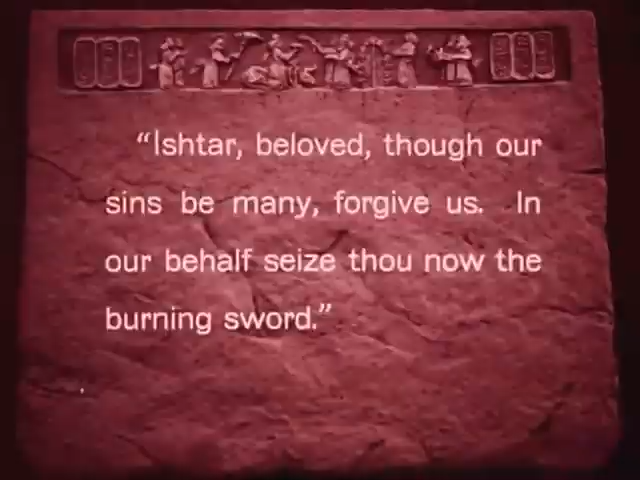 “Ishtar, beloved, though our
sins be many, forgive us. In
our behalf seize thou now the
burning sword.”